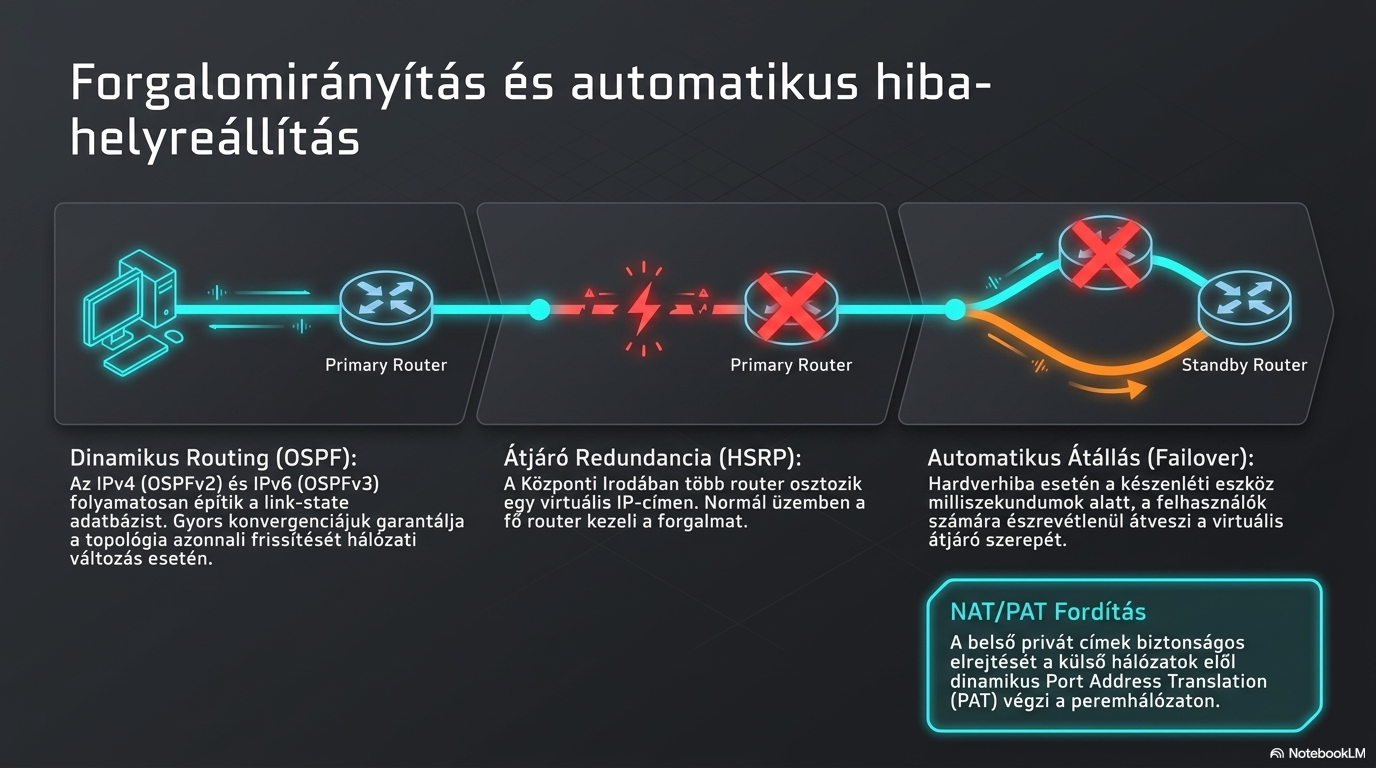 Forgalomirányítás és automatikus hiba-
helyreállítás
Primary Router
Primary Router
Standby Router
Dinamikus Routing (OSPF):
Az IPv4 (OSPFv2) és IPv6 (OSPFv3)
folyamatosan építik a link-state
adatbázist. Gyors konvergenciájuk garantálja
a topológia azonnali frissítését hálózati
változás esetén.
Átjáró Redundancia (HSRP):
A Központi Irodában több router osztozik
egy virtuális IP-címen. Normál üzemben a
fő router kezeli a forgalmat.
Automatikus Átállás (Failover):
Hardverhiba esetén a készenléti eszköz
milliszekundumok alatt, a felhasználók
számára észrevétlenül átveszi a virtuális
átjáró szerepét.
NAT/PAT Fordítás
A belső privát címek biztonságos
elrejtését a külső hálózatok elől
dinamikus Port Address Translation
(PAT) végzi a peremhálózaton.
NotebookLM